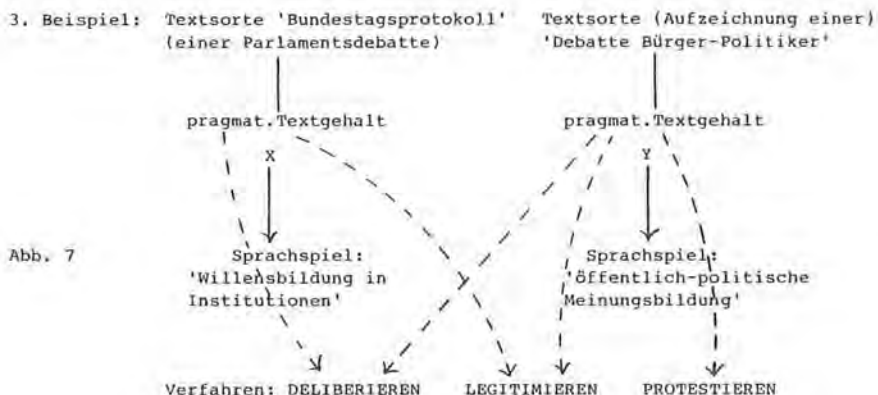 3. Beispiel: Textsorte 'Bundestagsprotokoll' Textsorte (Aufzeichnung einer)
(einer Parlamentsdebatte) 'Debatte Bürger-Politiker'
pragmat.Textgehalt pragmat.Textgehalt
X Y
Abb. 7 Sprachspiel: Sprachspiel:
'Willensbildung in 'öffentlich-politische
Institutionen' Meinungsbildung'
Verfahren: DELIBERIEREN LEGITIMIEREN PROTESTIEREN